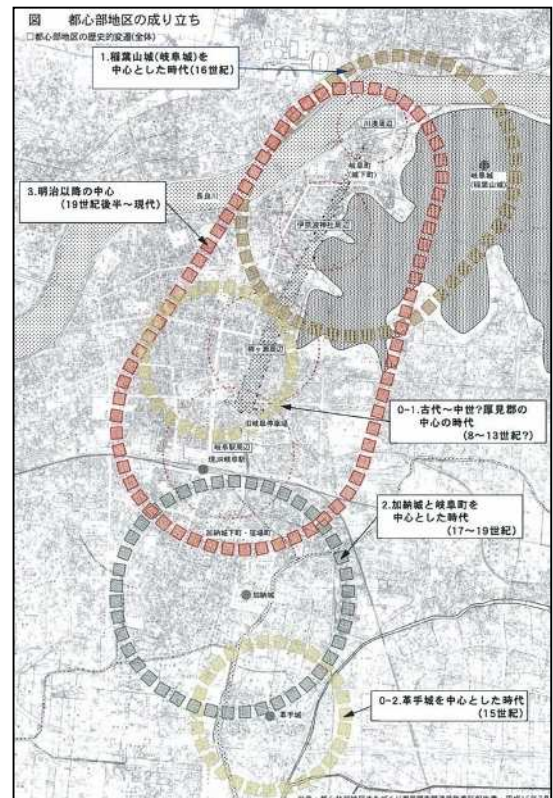 図　都心部地区の成り立ち
□都心部地区の歴史的変遷(全体)
1.稲葉山城(岐阜城)を
中心とした時代(16世紀)
川湊周辺
岐阜町
(城下町)
岐阜城
(稲葉山城)
3.明治以降の中心
(19世紀後半～現代)
長良川
伊奈波神社周辺
柳ヶ瀬周辺
0-1.古代～中世?厚見郡の
中心の時代
(8～13世紀?)
旧岐阜停車場
岐阜駅周辺
現JR岐阜駅
2.加納城と岐阜町を
中心とした時代
(17～19世紀)
加納城下町・宿場町
加納城
0-2.革手城を中心とした時代
(15世紀)
革手城